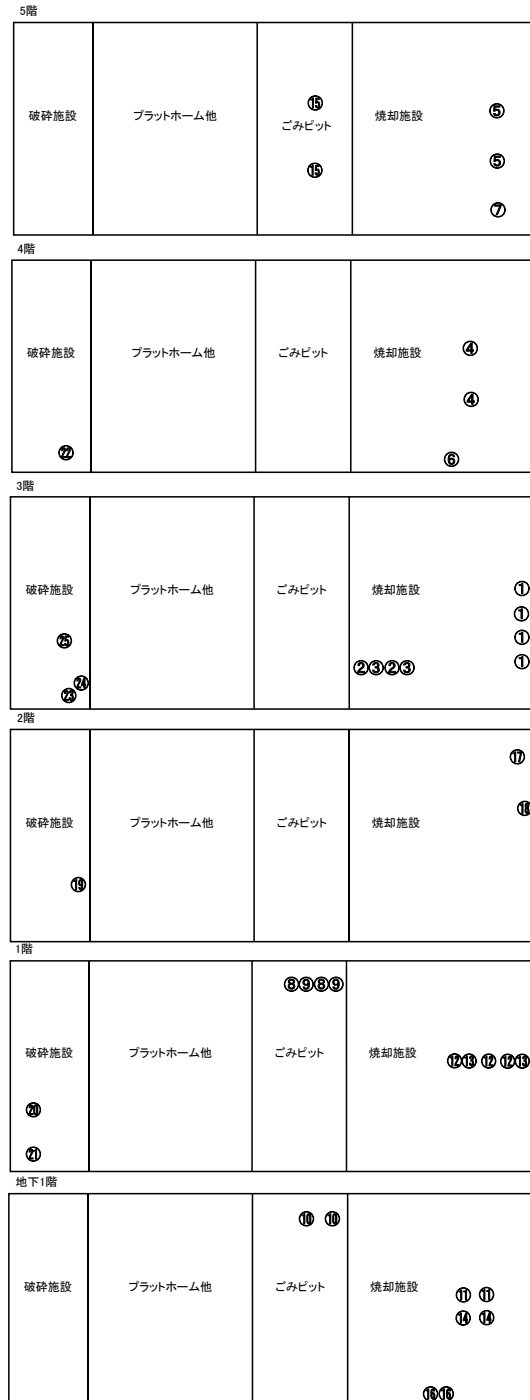 5階
⑮
破砕施設 プラットホーム他 ごみピット 焼却施設 ⑤
⑮ ⑤
⑦
4階
破砕施設 プラットホーム他 ごみピット 焼却施設 ④
④
㉒ ⑥
3階
破砕施設 プラットホーム他 ごみピット 焼却施設 ①
①
㉕ ①
②③②③ ①
㉔
㉓
2階
⑰
⑱
破砕施設 プラットホーム他 ごみピット 焼却施設
⑲
1階
⑧⑨⑧⑨
破砕施設 プラットホーム他 ごみピット 焼却施設 ⑫⑬ ⑫ ⑫⑬
⑳
㉑
地下1階
⑩ ⑩
破砕施設 プラットホーム他 ごみピット 焼却施設 ⑪ ⑪
⑭ ⑭
⑯⑯